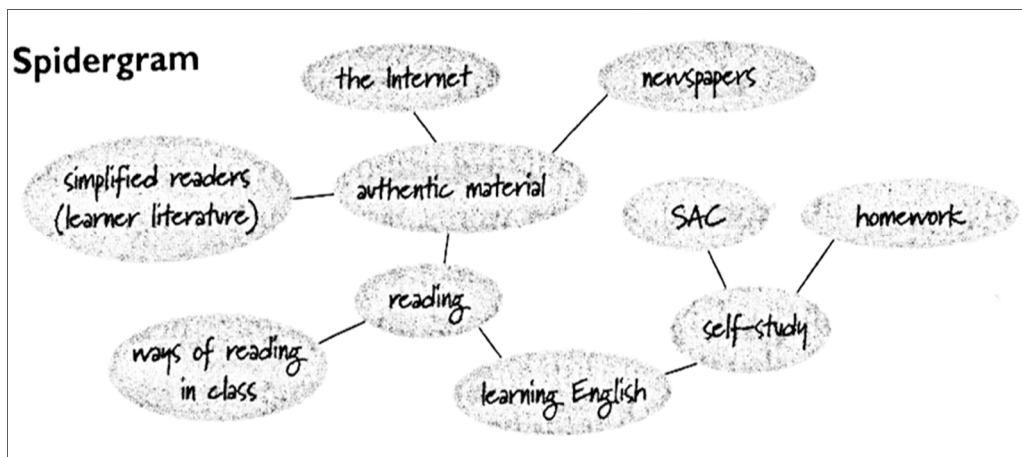 Spidergram
the Internet
newspapers
simplified readers
(learner literature)
authentic material
SAC
homework
reading
self-study
ways of reading
in class
learning English